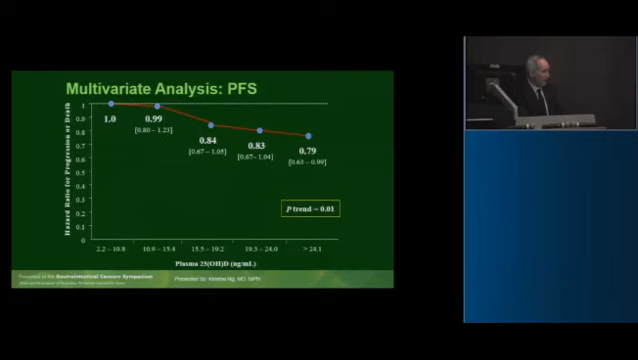 Multivariate Analysis: PFS
Hazard Ratio for Progression or Death
1
0.9
0.8
0.7
0.6
0.5
0.4
0.3
0.2
0.1
0
1.0
0.99
[0.80 – 1.23]
0.84
[0.67 – 1.05]
0.83
[0.67– 1.04]
0.79
[0.63 – 0.99]
P trend = 0.01
2.2 – 10.8
10.9 – 15.4
15.5 – 19.2
19.3 – 24.0
> 24.1
Plasma 25(OH)D (ng/mL)
Presented at the Gastrointestinal Cancers Symposium
Presented by: Kimmie Ng, MD, MPH